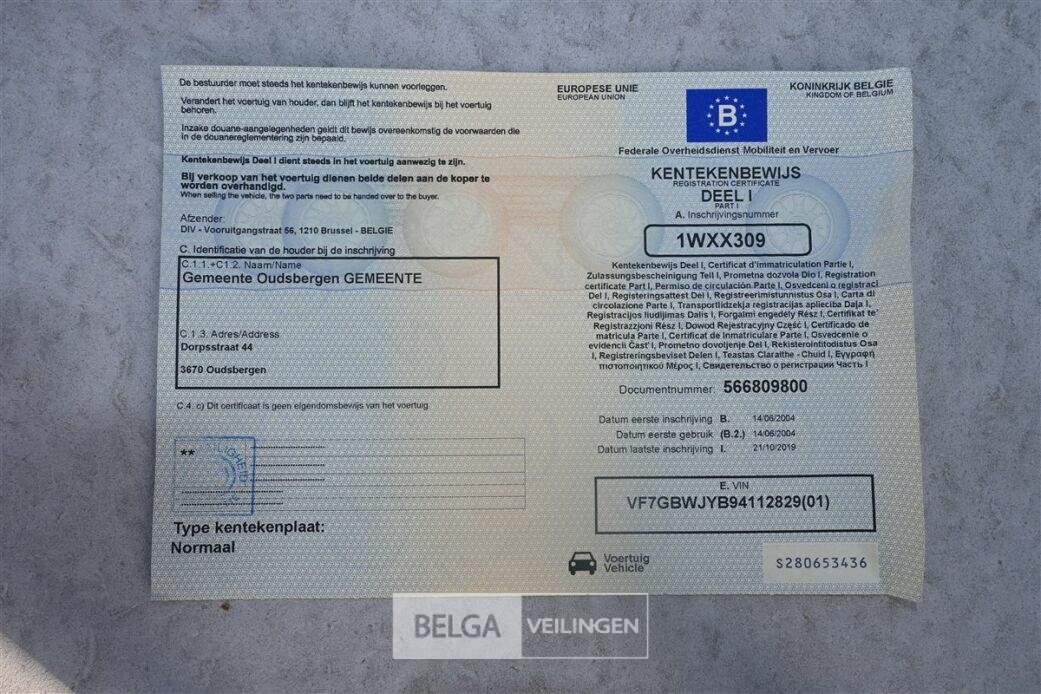 De bestuurder moet steeds het kentekenbewijs kunnen voorleggen.
Verandert het voertuig van houder, dan blijft het kentekenbewijs bij het voertuig
behoren.
Inzake douane-aangelegenheden geldt dit bewijs overeenkomstig de voorwaarden die
in de douanereglementering zijn bepaald.
Kentekenbewijs Deel I dient steeds in het voertuig aanwezig te zijn.
Bij verkoop van het voertuig dienen beide delen aan de koper te
worden overhandigd.
When selling the vehicle, the two parts need to be handed over to the buyer.
Afzender:
DIV - Vooruitgangstraat 56, 1210 Brussel - BELGIE
C. Identificatie van de houder bij de inschrijving
C.1.1.+C1.2. Naam/Name
Gemeente Oudsbergen GEMEENTE
C.1.3. Adres/Address
Dorpsstraat 44
3670 Oudsbergen
C.4. c) Dit certificaat is geen eigendomsbewijs van het voertuig
**
Type kentekenplaat:
Normaal
EUROPESE UNIE
EUROPEAN UNION
KONINKRIJK BELGIE
KINGDOM OF BELGIUM
B
Federale Overheidsdienst Mobiliteit en Vervoer
KENTEKENBEWIJS
REGISTRATION CERTIFICATE
DEEL I
PART I
A. Inschrijvingsnummer
1WXX309
Kentekenbewijs Deel I, Certificat d'immatriculation Partie I,
Zulassungsbescheinigung Teil I, Prometna dozvola Dio I, Registration
certificate Part I, Permiso de circulación Parte I, Osvedceni o registraci
Del I, Registeringsattest Del I, Registreerimistunnistus Osa I, Carta di
circolazione Parte I, Transportlidzekja registracijas aplieciba Dala I,
Registracijos liudijimas Dalis I, Forgalmi engedély Rész I, Certifikat te'
Registrazzjoni Rész I, Dowod Rejestracyjny Część I, Certificado de
matricula Parte I, Certificat de Inmatriculare Parte I, Osvedcenie o
evidencii Časť I, Prometno dovoljenje Del I, Rekisterointitodistus Osa
I, Registreringsbeviset Delen I, Teastas Claraithe - Chuid I, Εγγραφή
πιστοποιητικού Μέρος I, Свидетельство о регистрации Часть I
Documentnummer: 566809800
Datum eerste inschrijving B. 14/06/2004
Datum eerste gebruik (B.2.) 14/06/2004
Datum laatste inschrijving I. 21/10/2019
E. VIN
VF7GBWJYB94112829(01)
Voertuig
Vehicle
S280653436
BELGA VEILINGEN